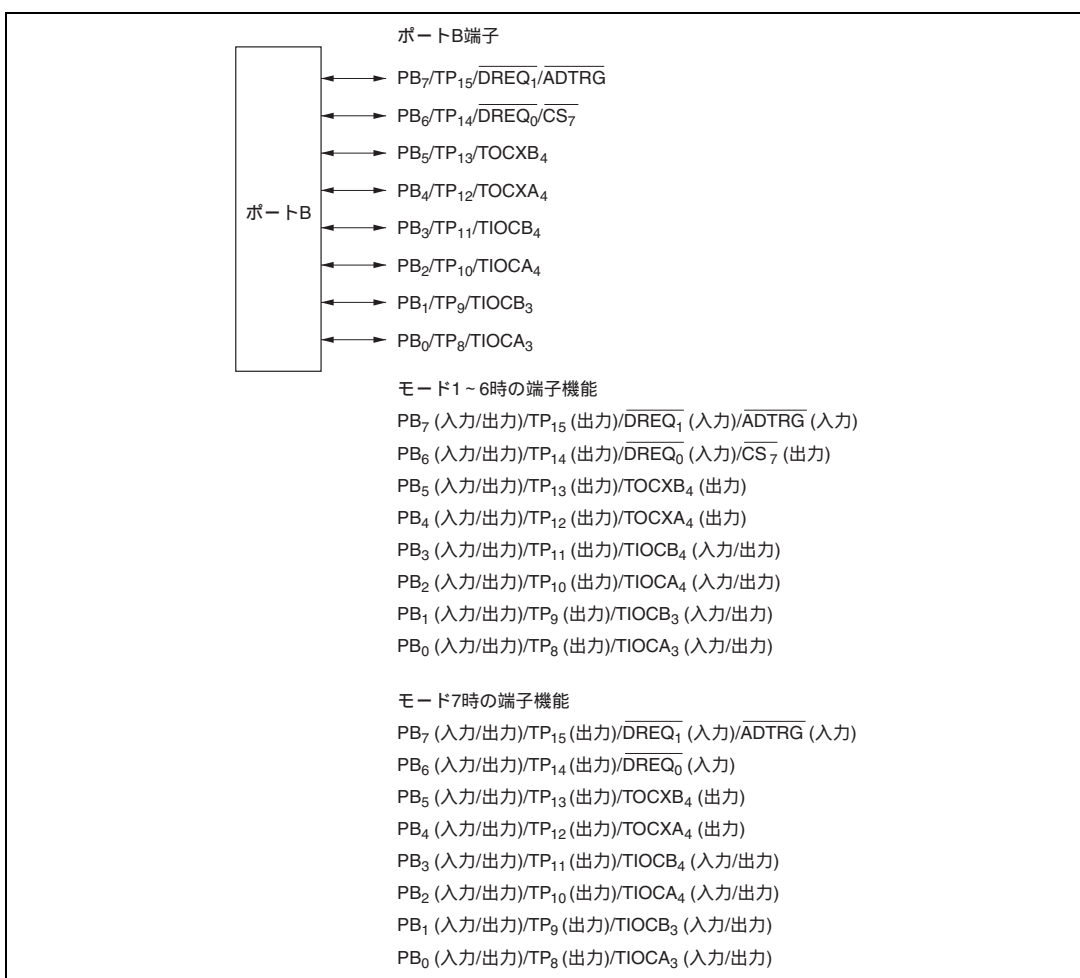 ポートB端子
PB₇/TP₁₅/D̅R̅E̅Q̅₁/A̅D̅T̅R̅G̅
PB₆/TP₁₄/D̅R̅E̅Q̅₀/C̅S̅₇
PB₅/TP₁₃/TOCXB₄
PB₄/TP₁₂/TOCXA₄
ポートB
PB₃/TP₁₁/TIOCB₄
PB₂/TP₁₀/TIOCA₄
PB₁/TP₉/TIOCB₃
PB₀/TP₈/TIOCA₃
モード1~6時の端子機能
PB₇ (入力/出力)/TP₁₅ (出力)/D̅R̅E̅Q̅₁ (入力)/A̅D̅T̅R̅G̅ (入力)
PB₆ (入力/出力)/TP₁₄ (出力)/D̅R̅E̅Q̅₀ (入力)/C̅S̅₇ (出力)
PB₅ (入力/出力)/TP₁₃ (出力)/TOCXB₄ (出力)
PB₄ (入力/出力)/TP₁₂ (出力)/TOCXA₄ (出力)
PB₃ (入力/出力)/TP₁₁ (出力)/TIOCB₄ (入力/出力)
PB₂ (入力/出力)/TP₁₀ (出力)/TIOCA₄ (入力/出力)
PB₁ (入力/出力)/TP₉ (出力)/TIOCB₃ (入力/出力)
PB₀ (入力/出力)/TP₈ (出力)/TIOCA₃ (入力/出力)
モード7時の端子機能
PB₇ (入力/出力)/TP₁₅ (出力)/D̅R̅E̅Q̅₁ (入力)/A̅D̅T̅R̅G̅ (入力)
PB₆ (入力/出力)/TP₁₄ (出力)/D̅R̅E̅Q̅₀ (入力)
PB₅ (入力/出力)/TP₁₃ (出力)/TOCXB₄ (出力)
PB₄ (入力/出力)/TP₁₂ (出力)/TOCXA₄ (出力)
PB₃ (入力/出力)/TP₁₁ (出力)/TIOCB₄ (入力/出力)
PB₂ (入力/出力)/TP₁₀ (出力)/TIOCA₄ (入力/出力)
PB₁ (入力/出力)/TP₉ (出力)/TIOCB₃ (入力/出力)
PB₀ (入力/出力)/TP₈ (出力)/TIOCA₃ (入力/出力)